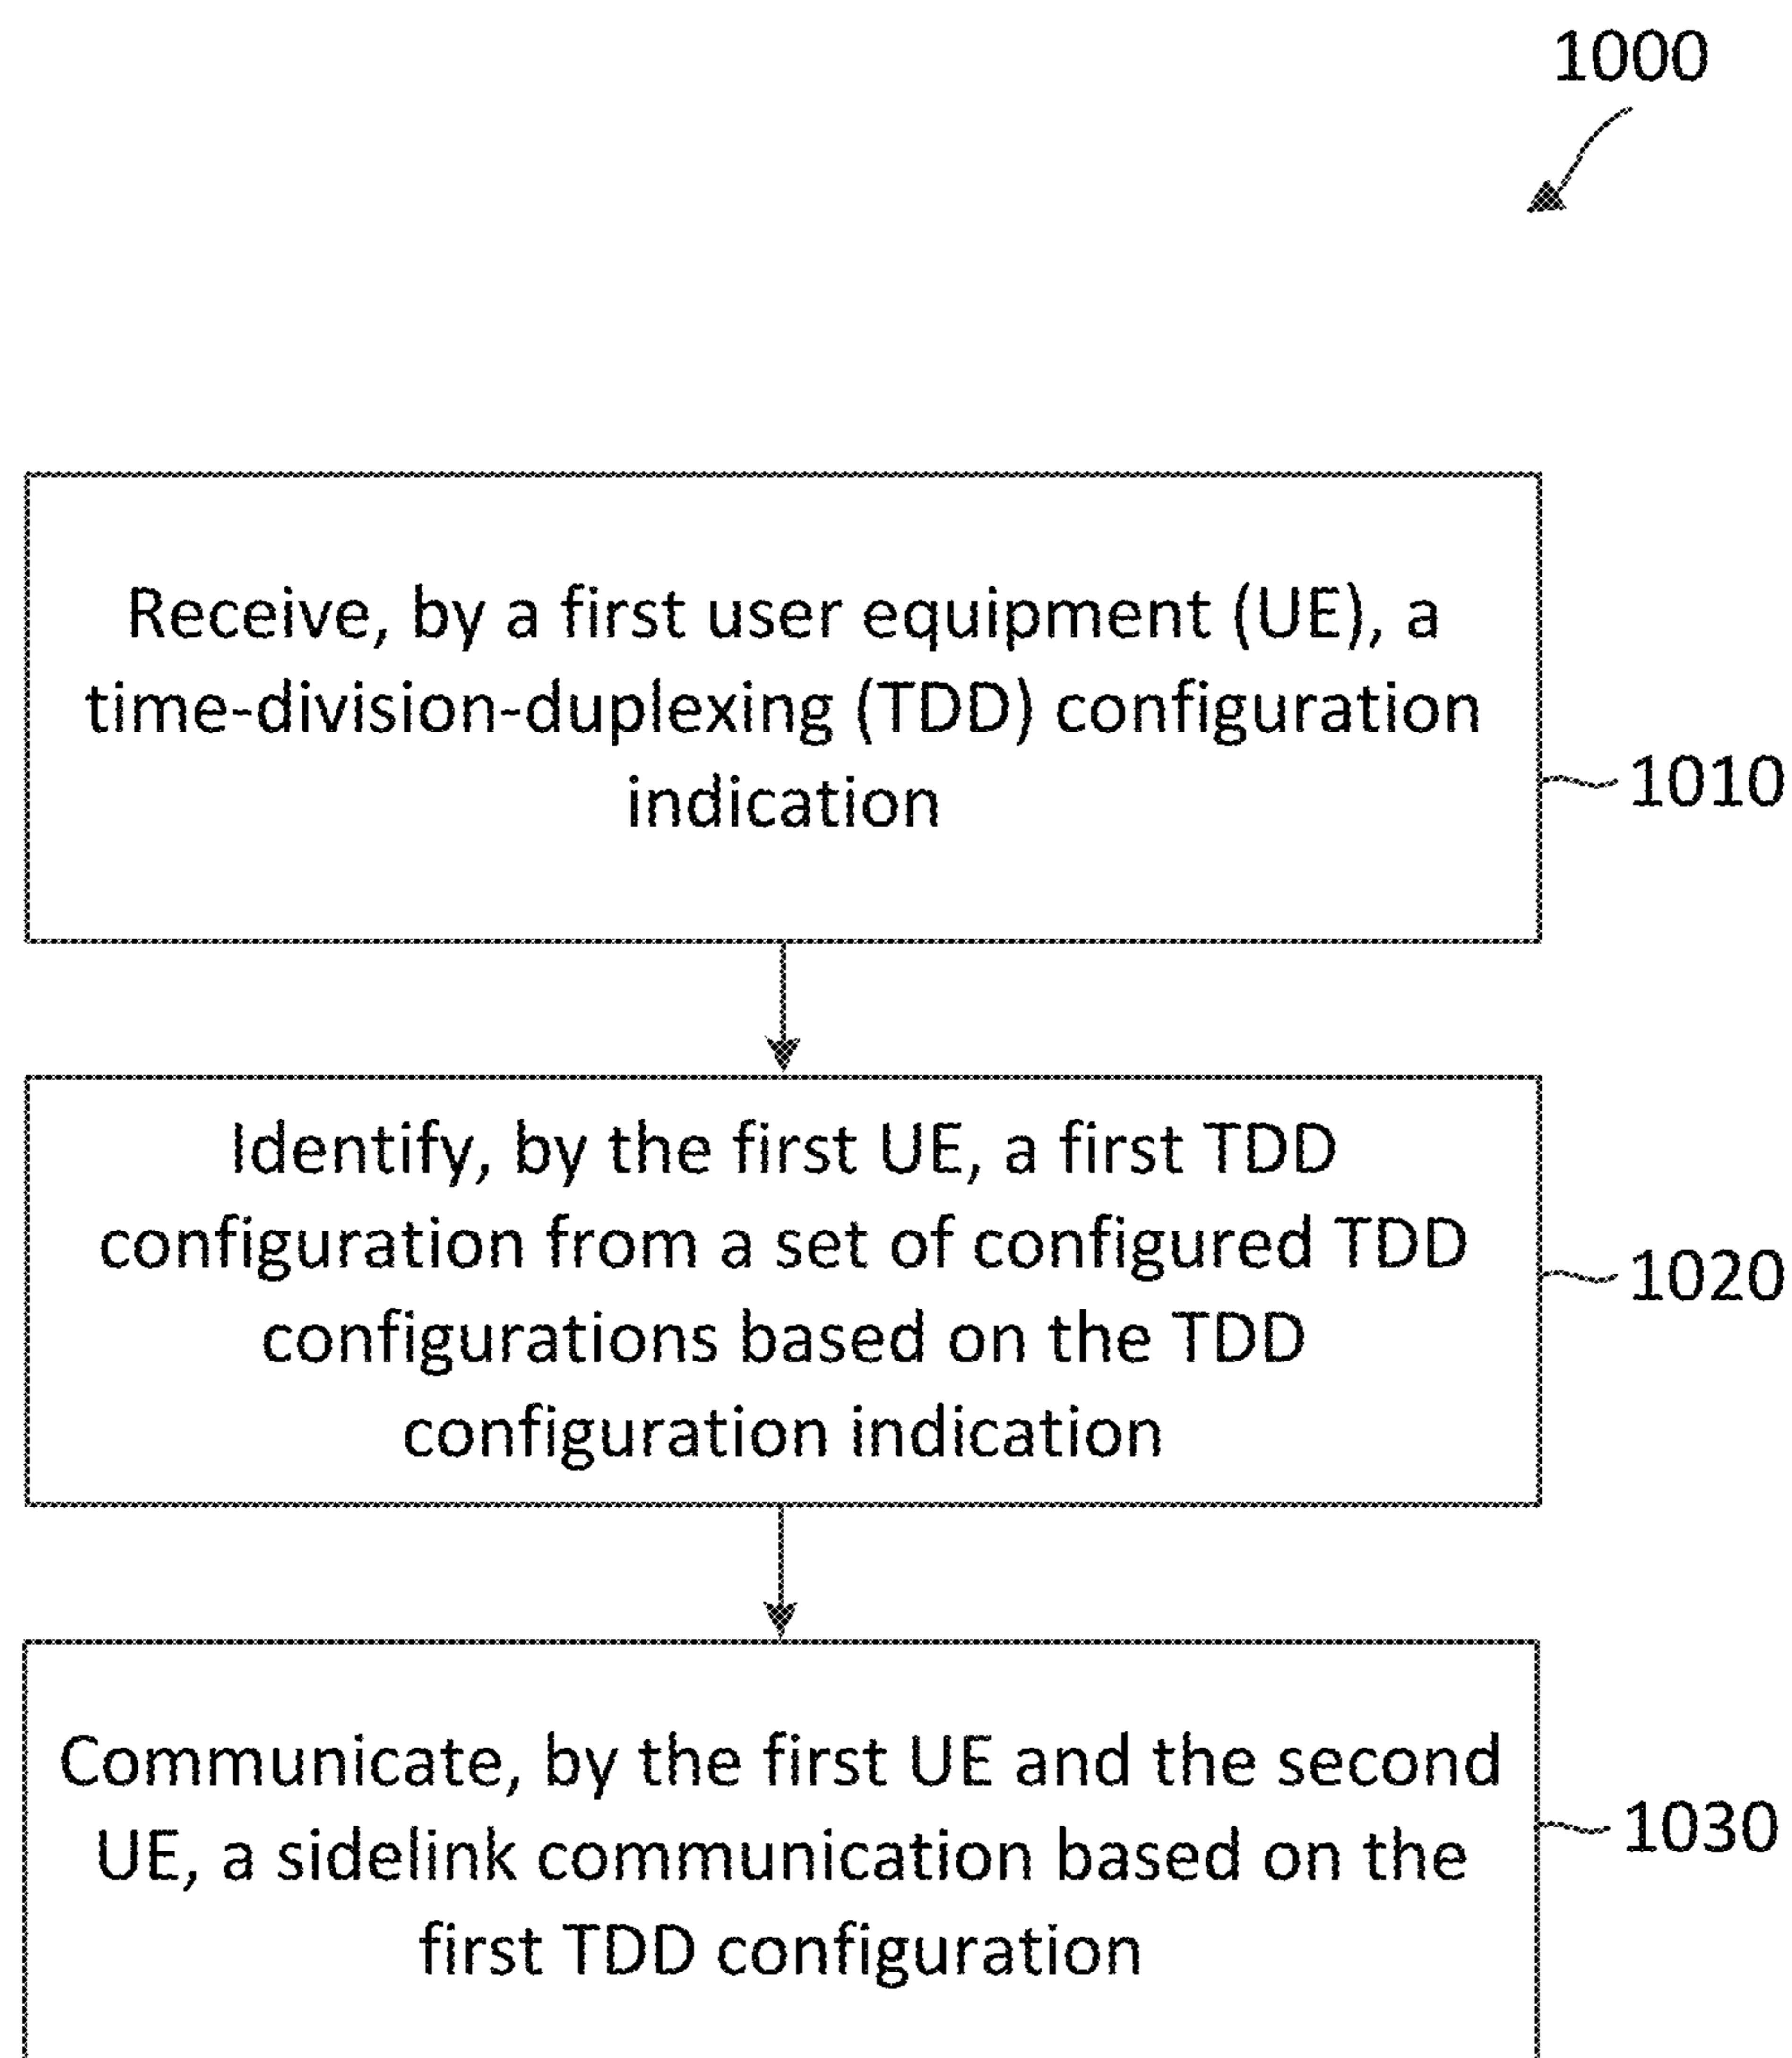 1000
Receive, by a first user equipment (UE), a
time-division-duplexing (TDD) configuration
indication
1010
Identify, by the first UE, a first TDD
configuration from a set of configured TDD
configurations based on the TDD
configuration indication
1020
Communicate, by the first UE and the second
UE, a sidelink communication based on the
first TDD configuration
1030